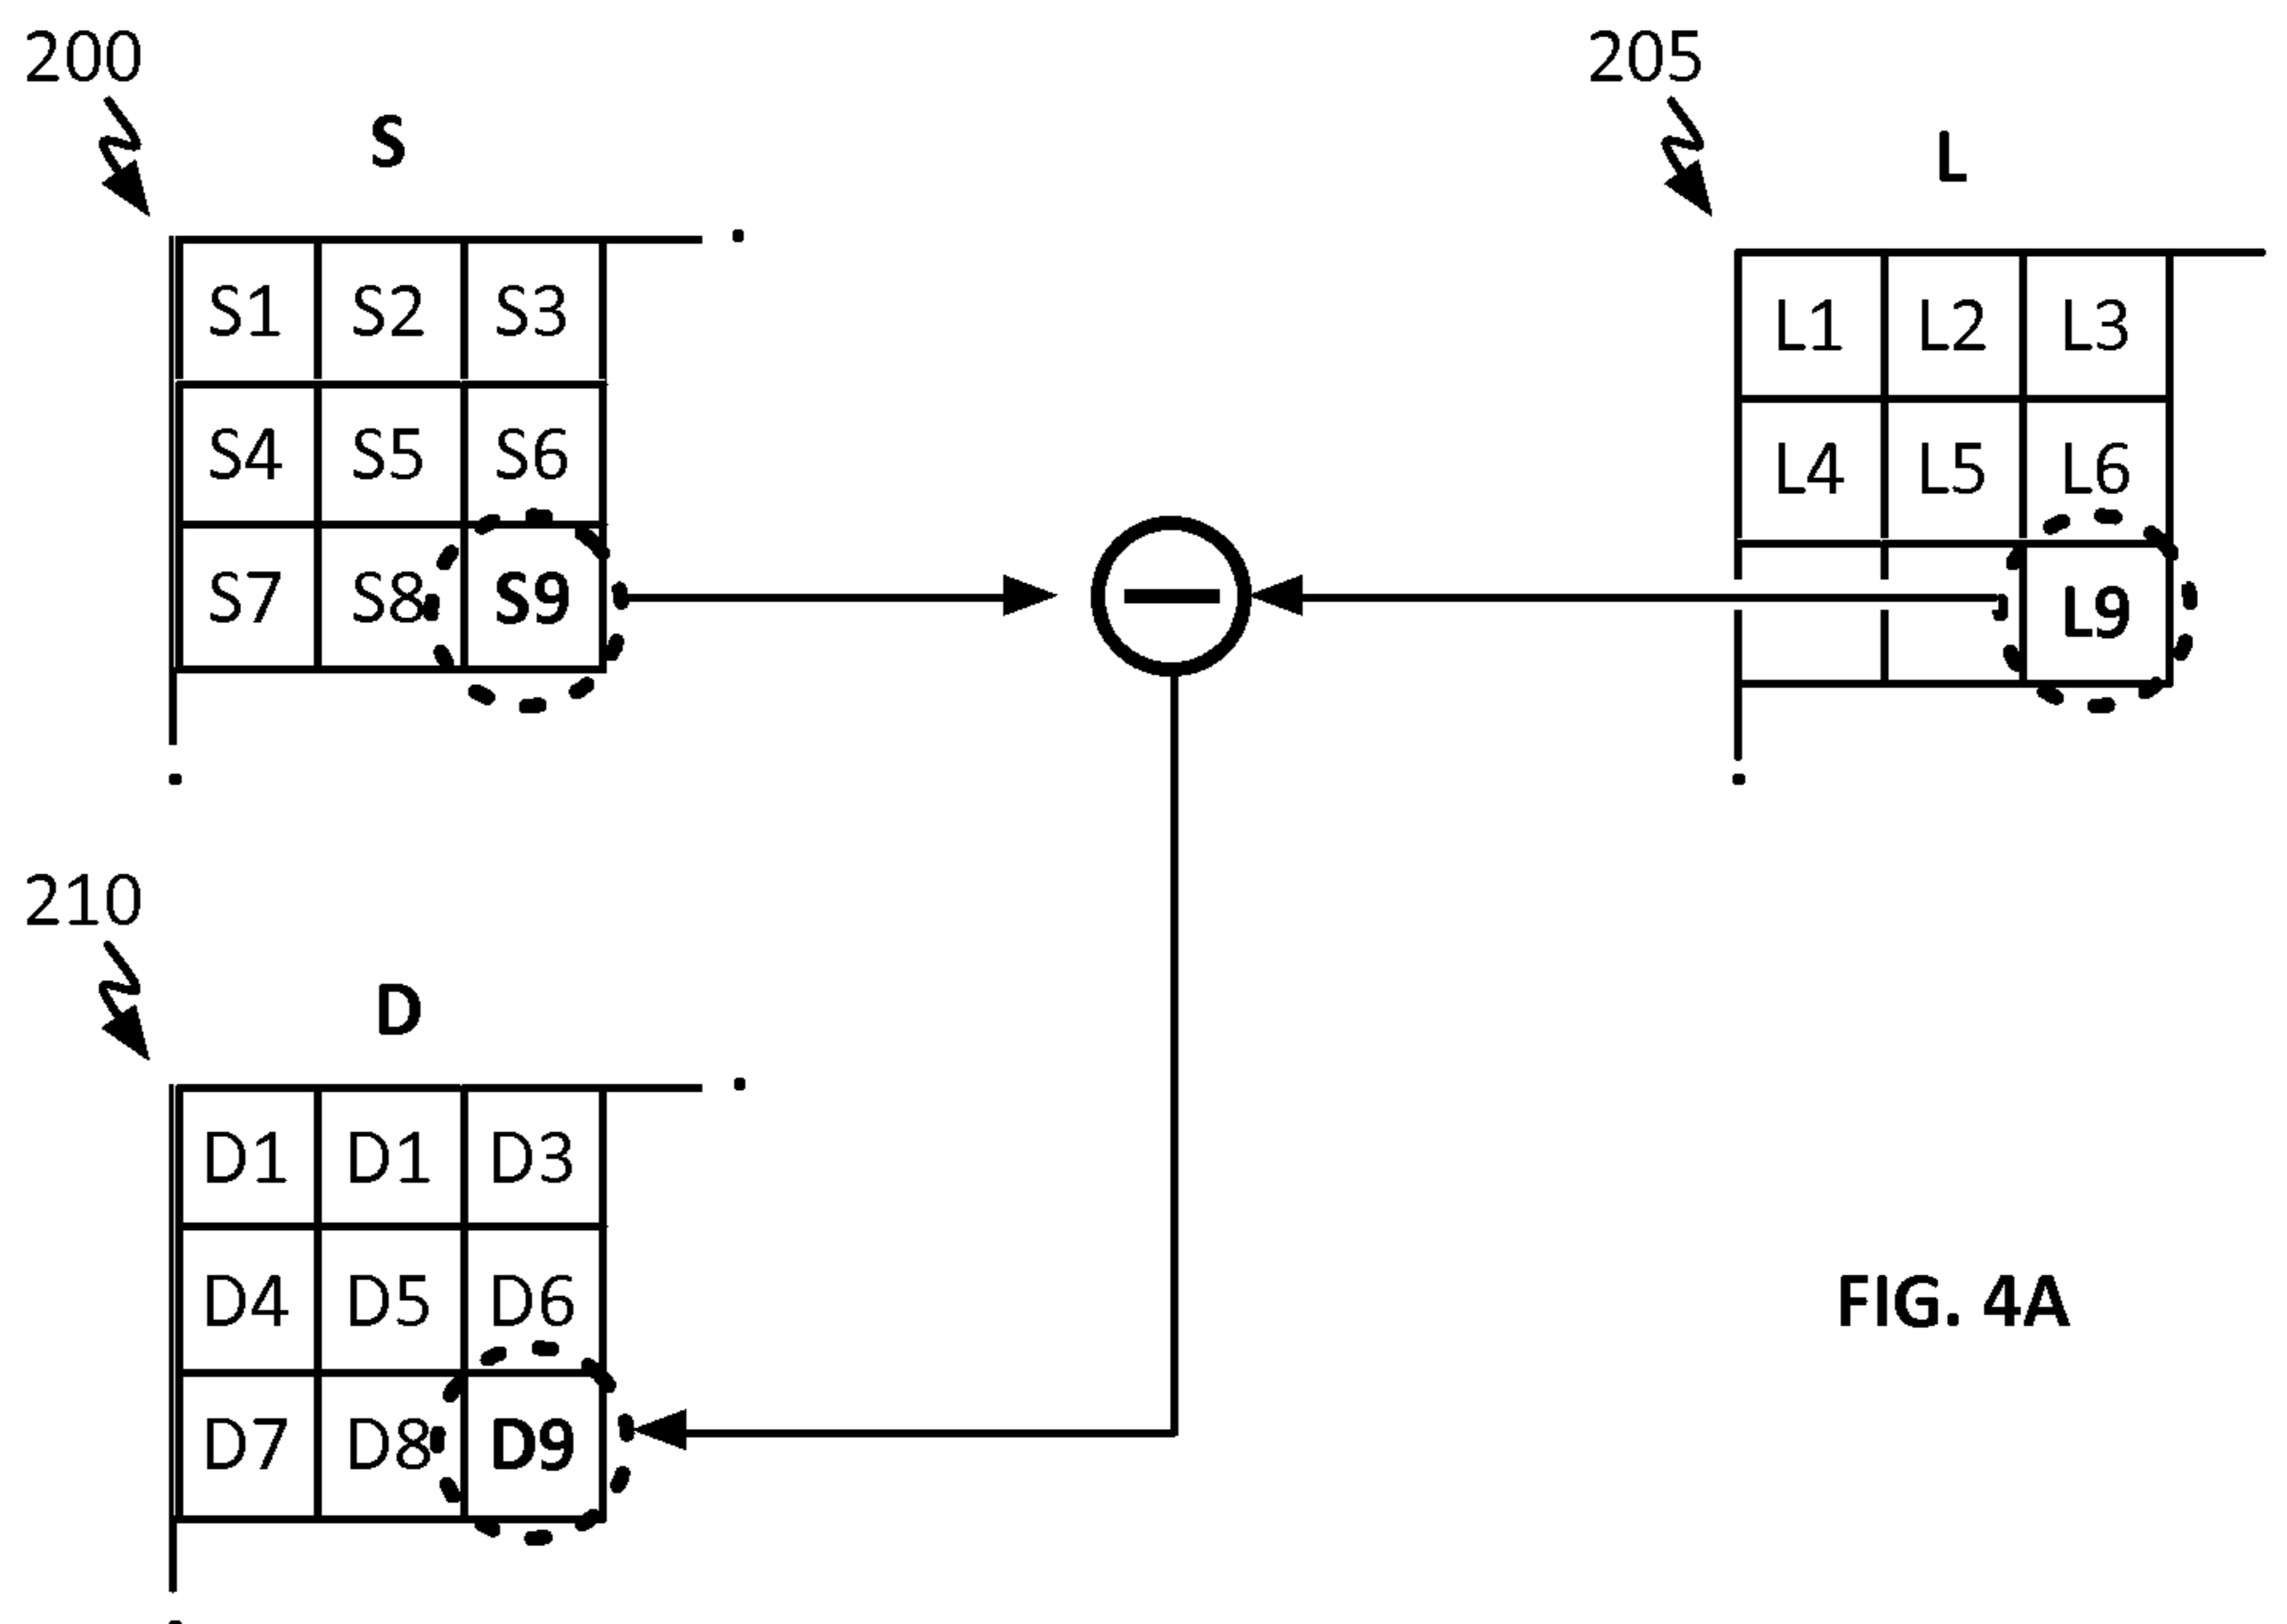 200
205
S
L
S1 S2 S3
L1 L2 L3
S4 S5 S6
L4 L5 L6
S7 S8 S9
L9
210
D
D1 D1 D3
D4 D5 D6
D7 D8 D9
FIG. 4A